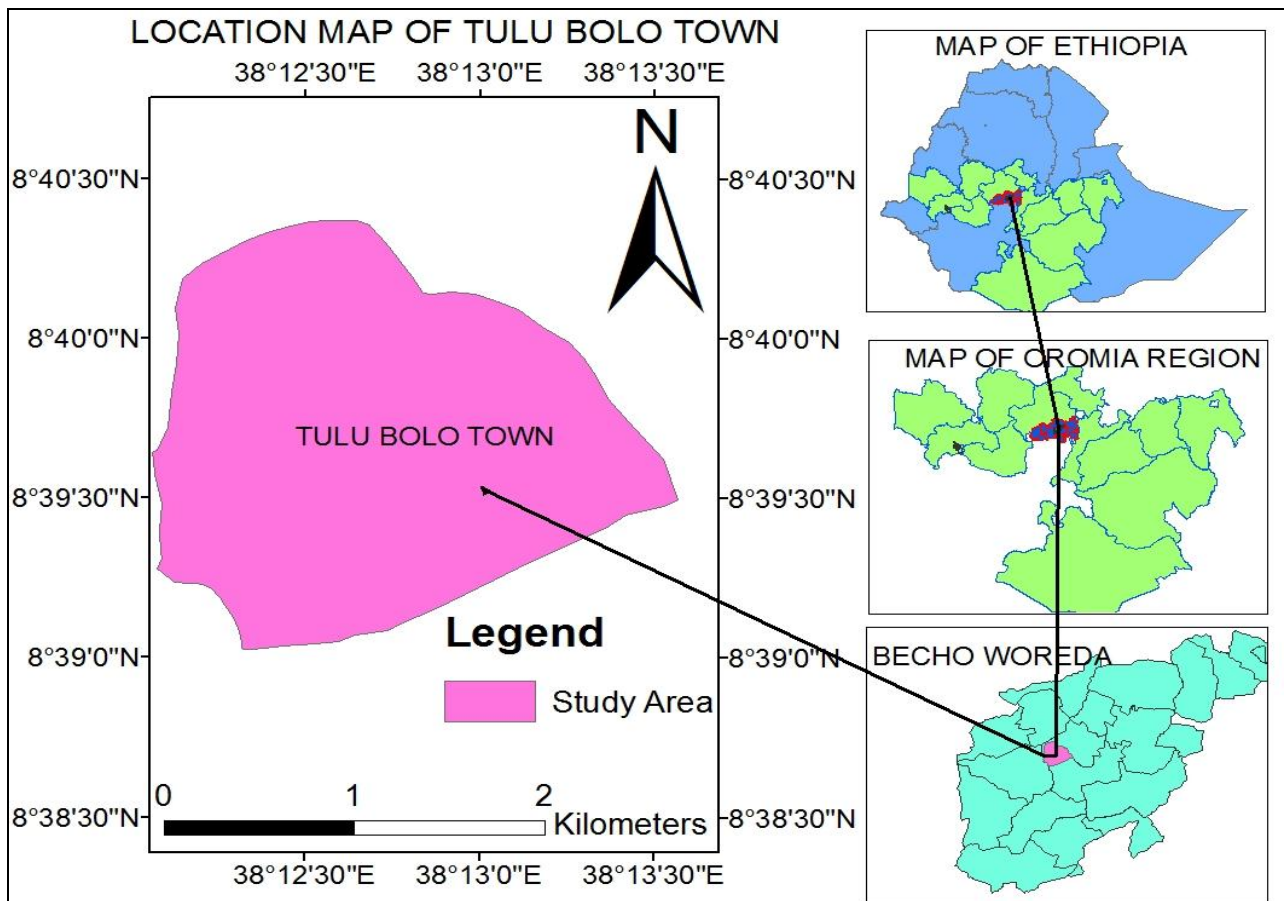 LOCATION MAP OF TULU BOLO TOWN
38°12'30"E 38°13'0"E 38°13'30"E
N
8°40'30"N 8°40'30"N
8°40'0"N 8°40'0"N
TULU BOLO TOWN
8°39'30"N 8°39'30"N
Legend
8°39'0"N 8°39'0"N
Study Area
0 1 2
Kilometers
8°38'30"N 8°38'30"N
38°12'30"E 38°13'0"E 38°13'30"E
MAP OF ETHIOPIA
MAP OF OROMIA REGION
BECHO WOREDA